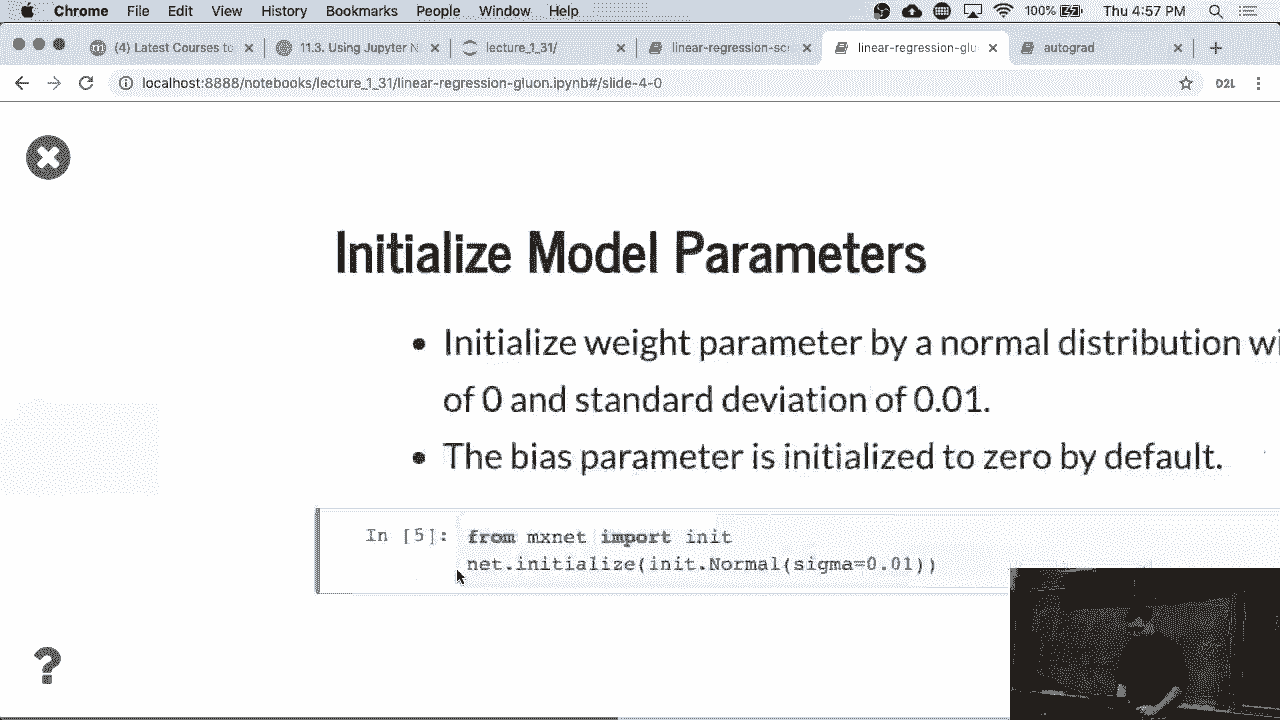 Chrome File Edit View History Bookmarks People Window Help 100% Thu 4:57 PM
(4) Latest Courses to 11.3. Using Jupyter N lecture_1_31/ linear-regression-scr linear-regression-glu autograd
localhost:8888/notebooks/lecture_1_31/linear-regression-gluon.ipynb#/slide-4-0 D2L
Initialize Model Parameters
• Initialize weight parameter by a normal distribution wi
of 0 and standard deviation of 0.01.
• The bias parameter is initialized to zero by default.
In [5]: from mxnet import init
net.initialize(init.Normal(sigma=0.01))
?